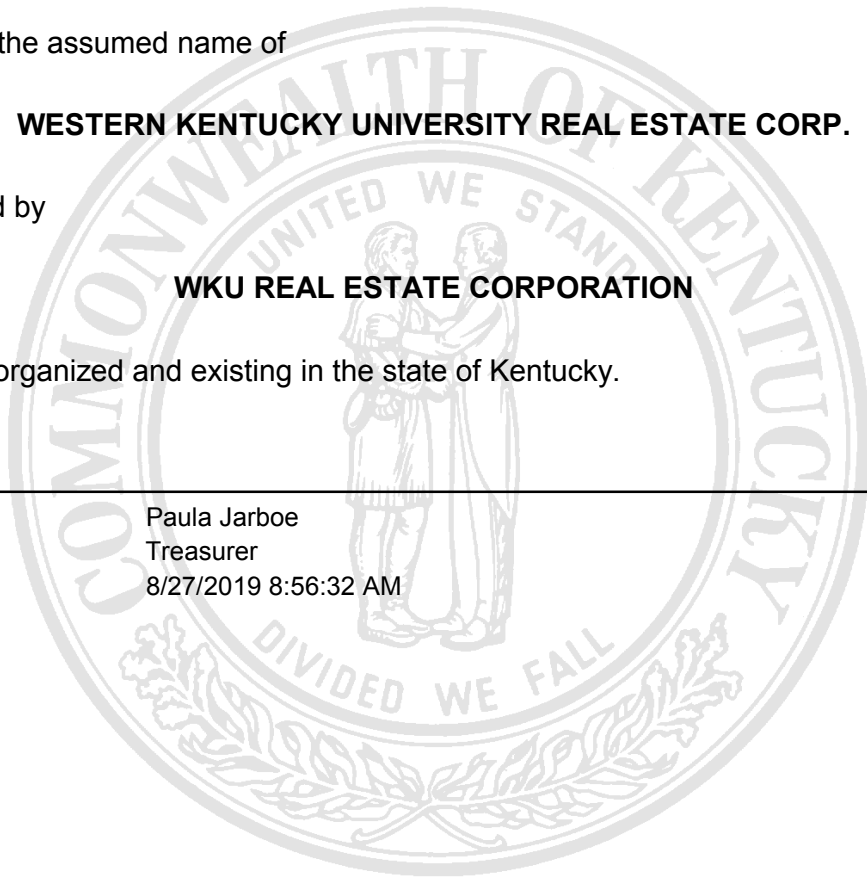 the assumed name of
WESTERN KENTUCKY UNIVERSITY REAL ESTATE CORP.
d by
WKU REAL ESTATE CORPORATION
organized and existing in the state of Kentucky.
Paula Jarboe
Treasurer
8/27/2019 8:56:32 AM
COMMONWEALTH OF KENTUCKY
UNITED WE STAND
DIVIDED WE FALL